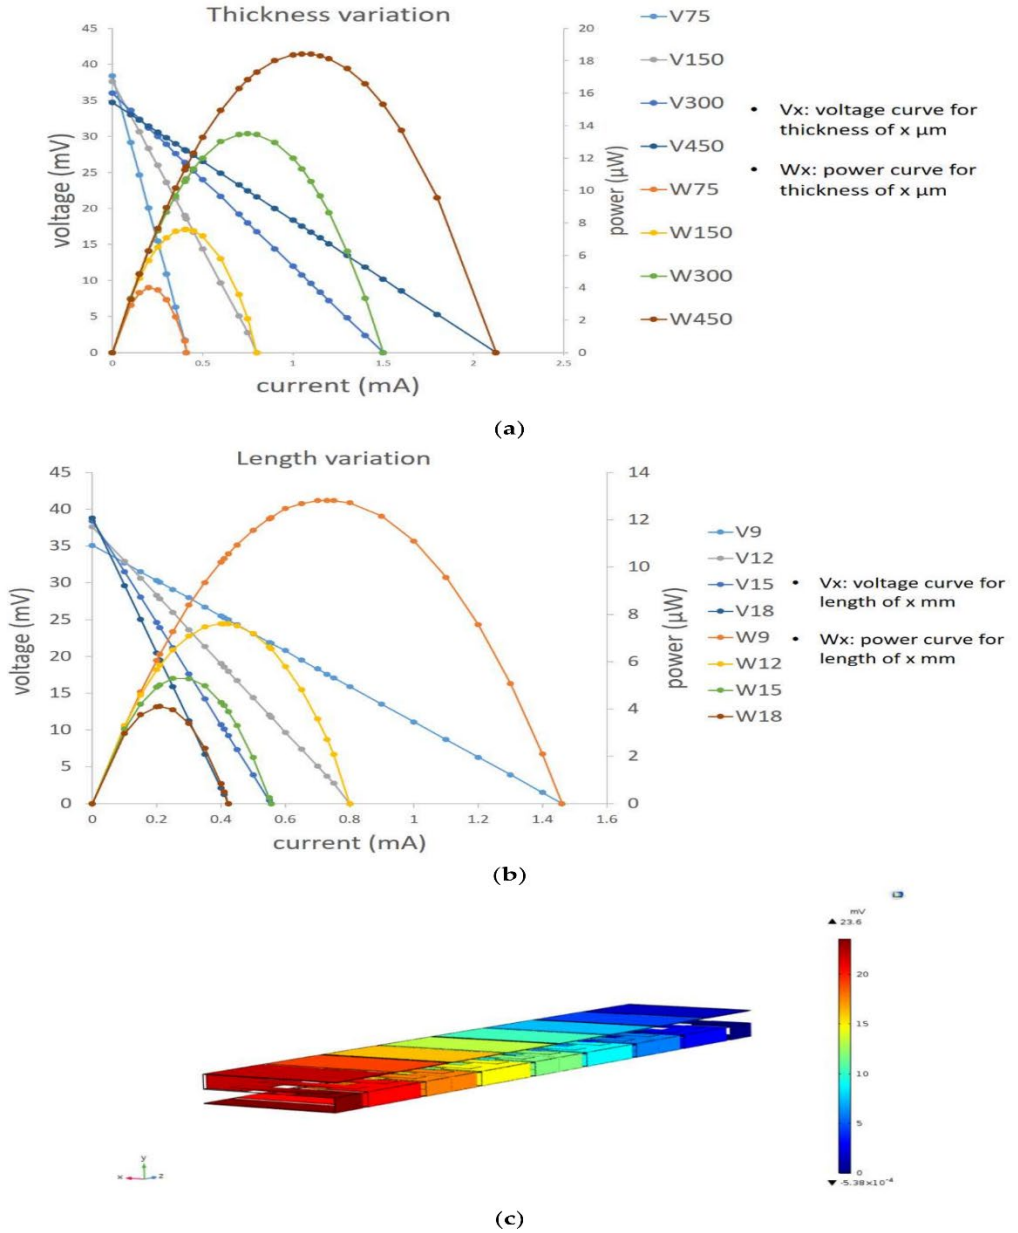 Thickness variation
45
40
35
30
25
20
15
10
5
0
voltage (mV)
0
0.5
1
1.5
2
2.5
current (mA)
20
18
16
14
12
10
8
6
4
2
0
power (μW)
V75
V150
V300
V450
W75
W150
W300
W450
• Vx: voltage curve for
thickness of x μm
• Wx: power curve for
thickness of x μm
(a)
Length variation
45
40
35
30
25
20
15
10
5
0
voltage (mV)
0
0.2
0.4
0.6
0.8
1
1.2
1.4
1.6
current (mA)
14
12
10
8
6
4
2
0
power (μW)
V9
V12
V15
V18
W9
W12
W15
W18
• Vx: voltage curve for
length of x mm
• Wx: power curve for
length of x mm
(b)
mV
▲ 23.6
20
15
10
5
0
▼ -5.38×10⁻⁴
y
x
z
(c)